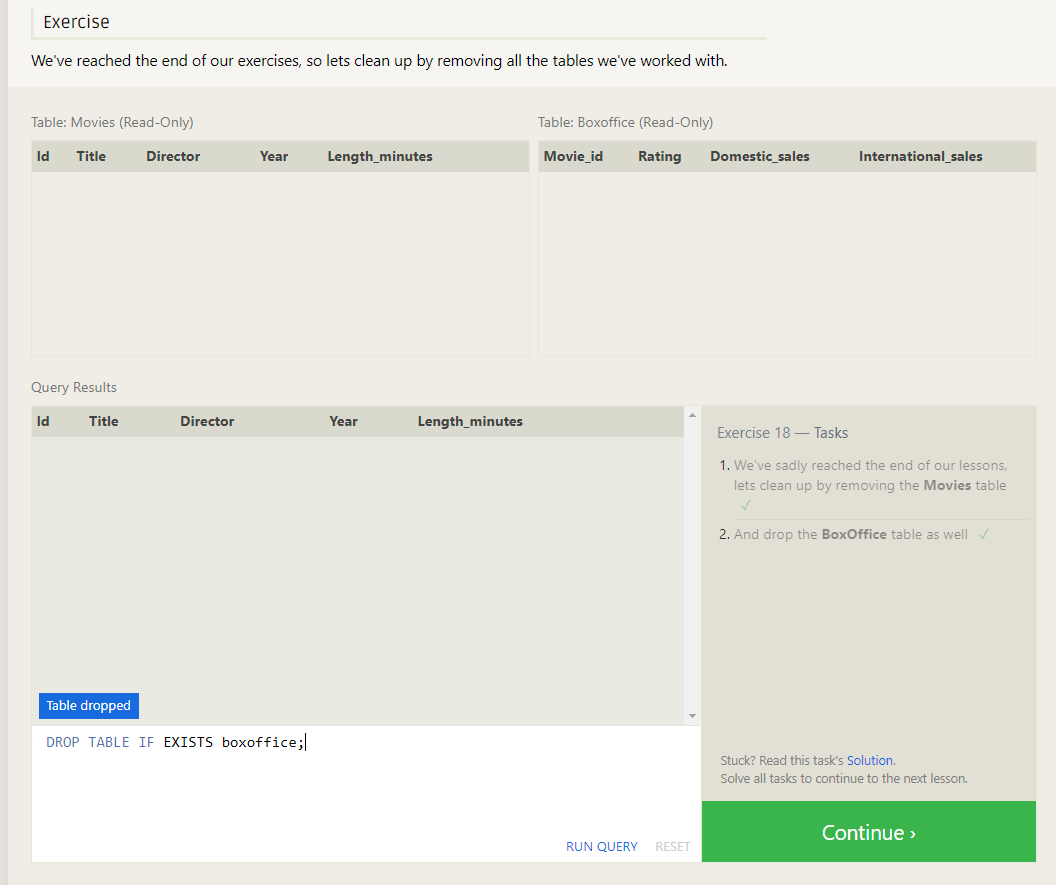 Exercise
We've reached the end of our exercises, so lets clean up by removing all the tables we've worked with.
Table: Movies (Read-Only)
Id Title Director Year Length_minutes
Table: Boxoffice (Read-Only)
Movie_id Rating Domestic_sales International_sales
Query Results
Id Title Director Year Length_minutes
Table dropped
DROP TABLE IF EXISTS boxoffice;
RUN QUERY RESET
Exercise 18 — Tasks
1. We've sadly reached the end of our lessons,
lets clean up by removing the Movies table
✓
2. And drop the BoxOffice table as well ✓
Stuck? Read this task's Solution.
Solve all tasks to continue to the next lesson.
Continue ›